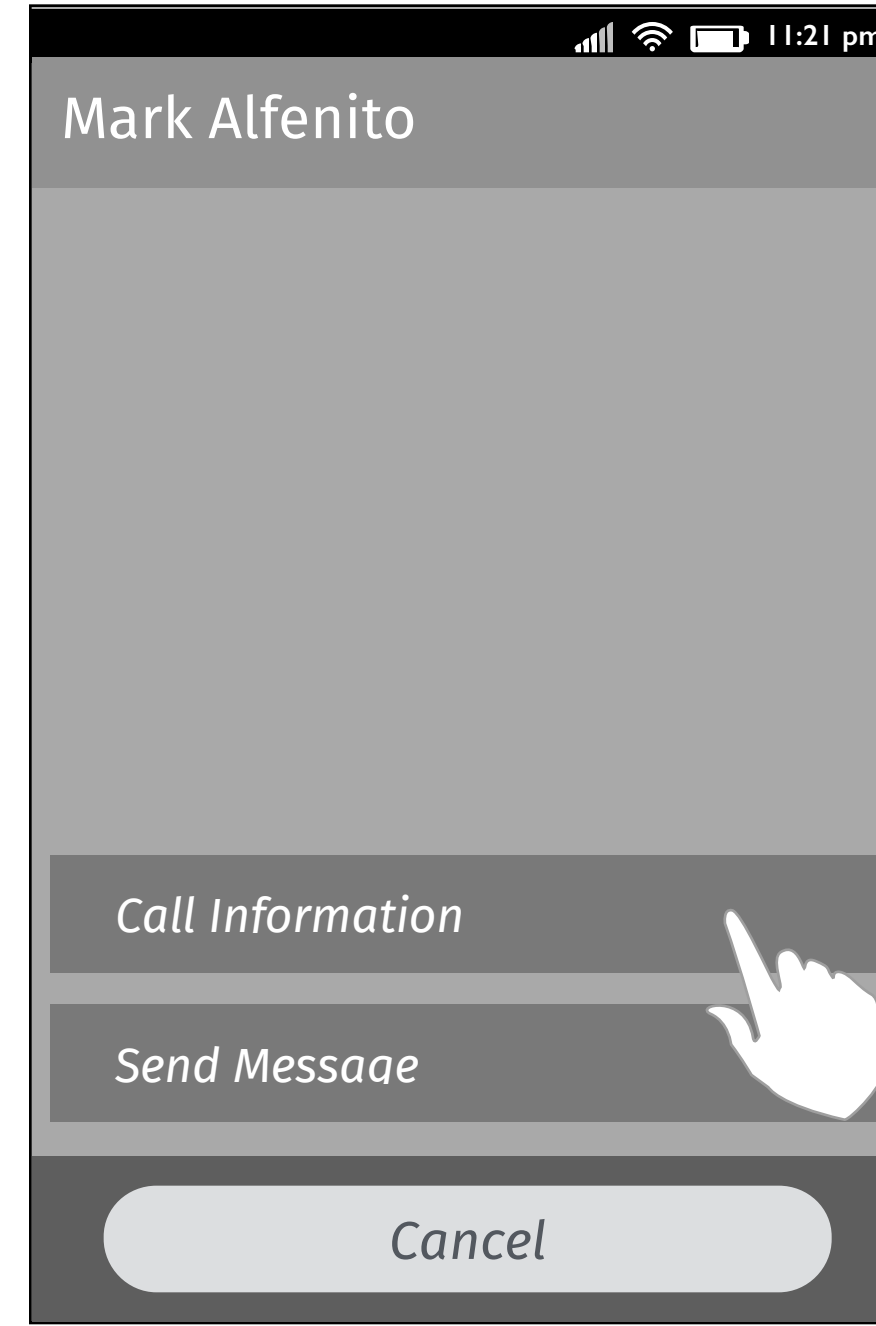 11:21 pm
Mark Alfenito
Call Information
Send Message
Cancel